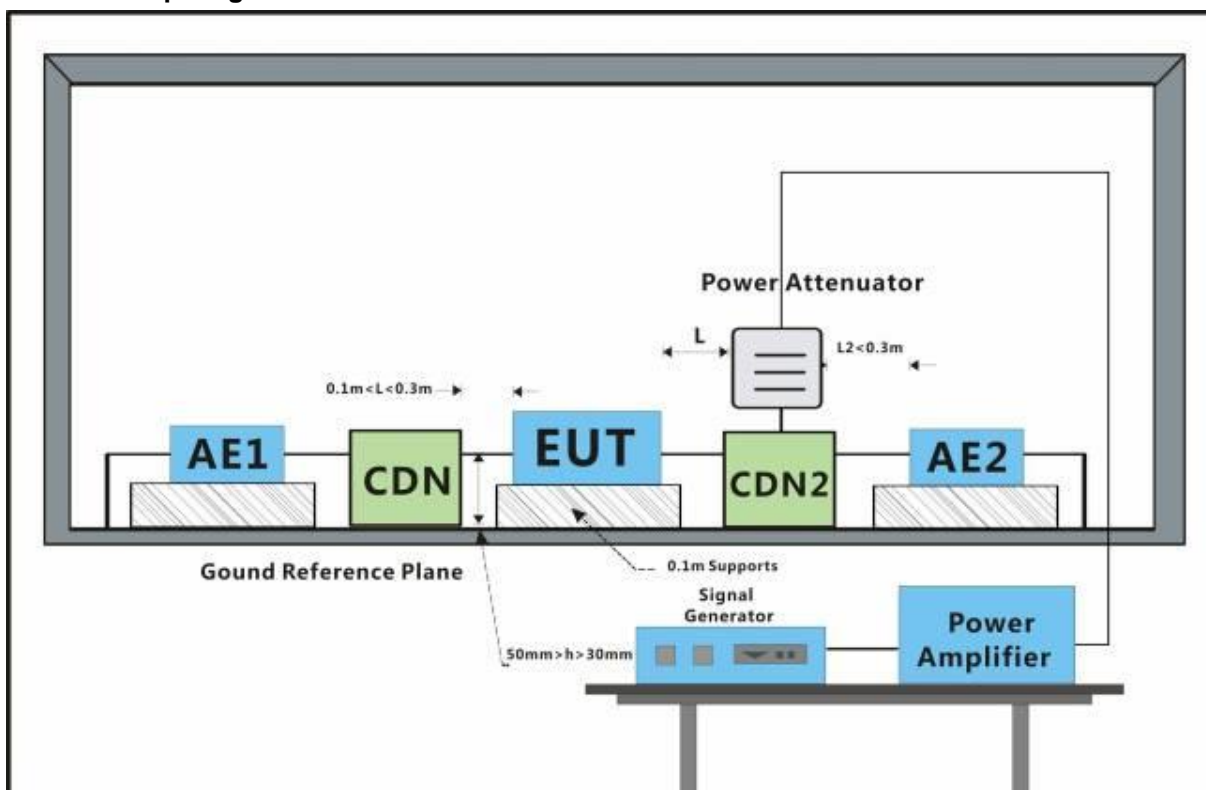 Power Attenuator
L
L2<0.3m
0.1m<L<0.3m
AE1
CDN
EUT
CDN2
AE2
Gound Reference Plane
0.1m Supports
Signal
Generator
50mm>h>30mm
Power
Amplifier